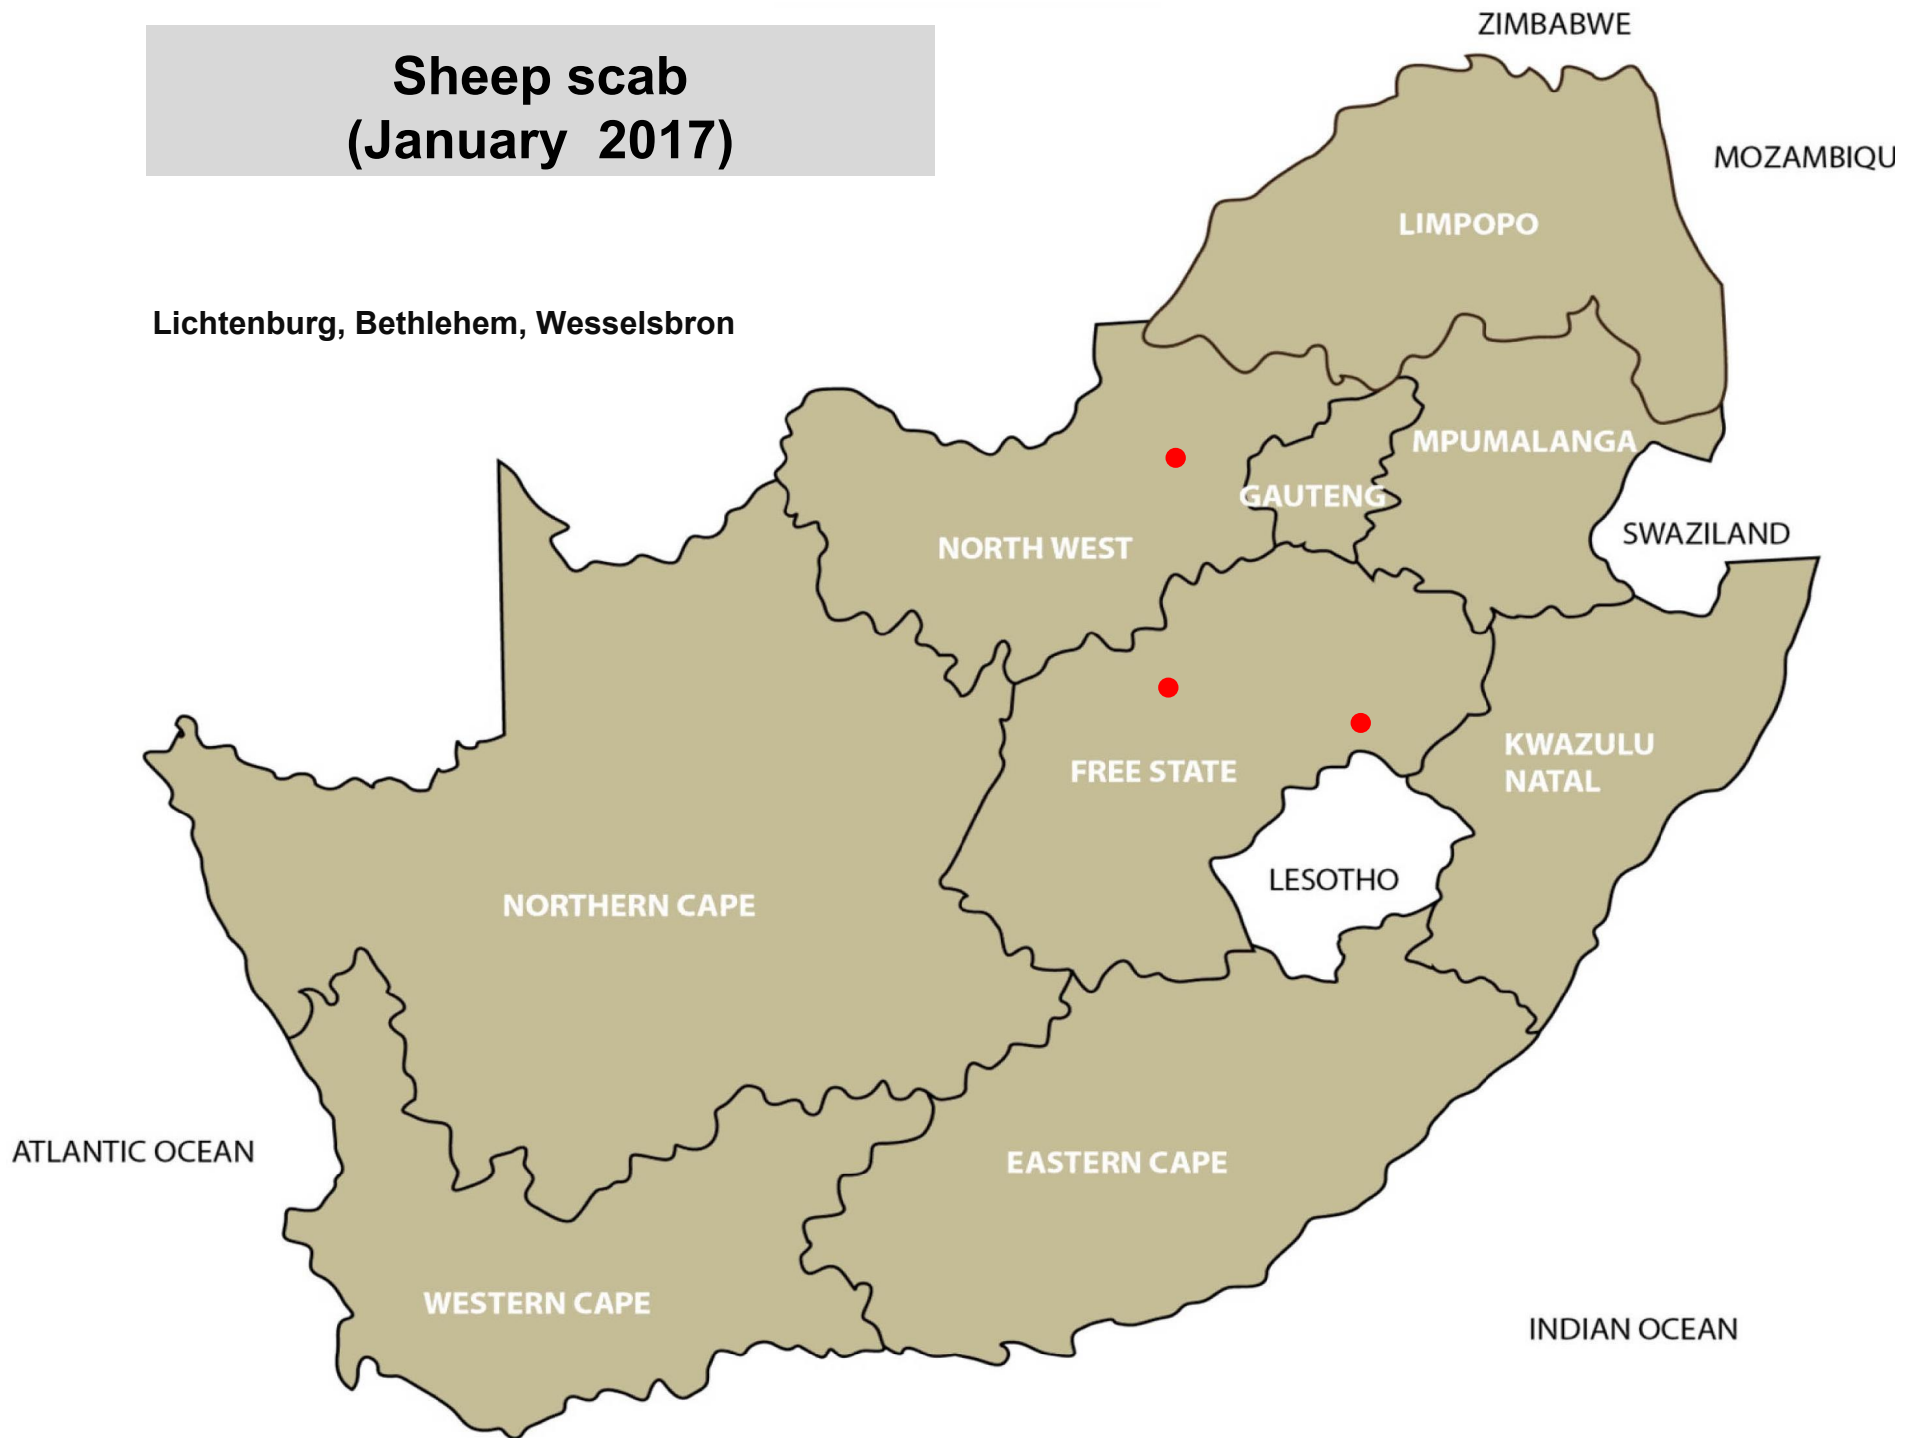 Sheep scab
(January  2017)
ZIMBABWE
MOZAMBIQU
LIMPOPO
Lichtenburg, Bethlehem, Wesselsbron
MPUMALANGA
GAUTENG
SWAZILAND
NORTH WEST
KWAZULU
NATAL
FREE STATE
LESOTHO
NORTHERN CAPE
ATLANTIC OCEAN
EASTERN CAPE
WESTERN CAPE
INDIAN OCEAN